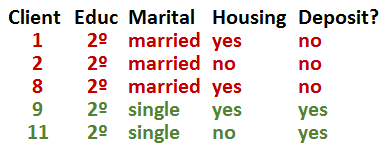 Client Educ Marital Housing Deposit?
1 2º married yes no
2 2º married no no
8 2º married yes no
9 2º single yes yes
11 2º single no yes